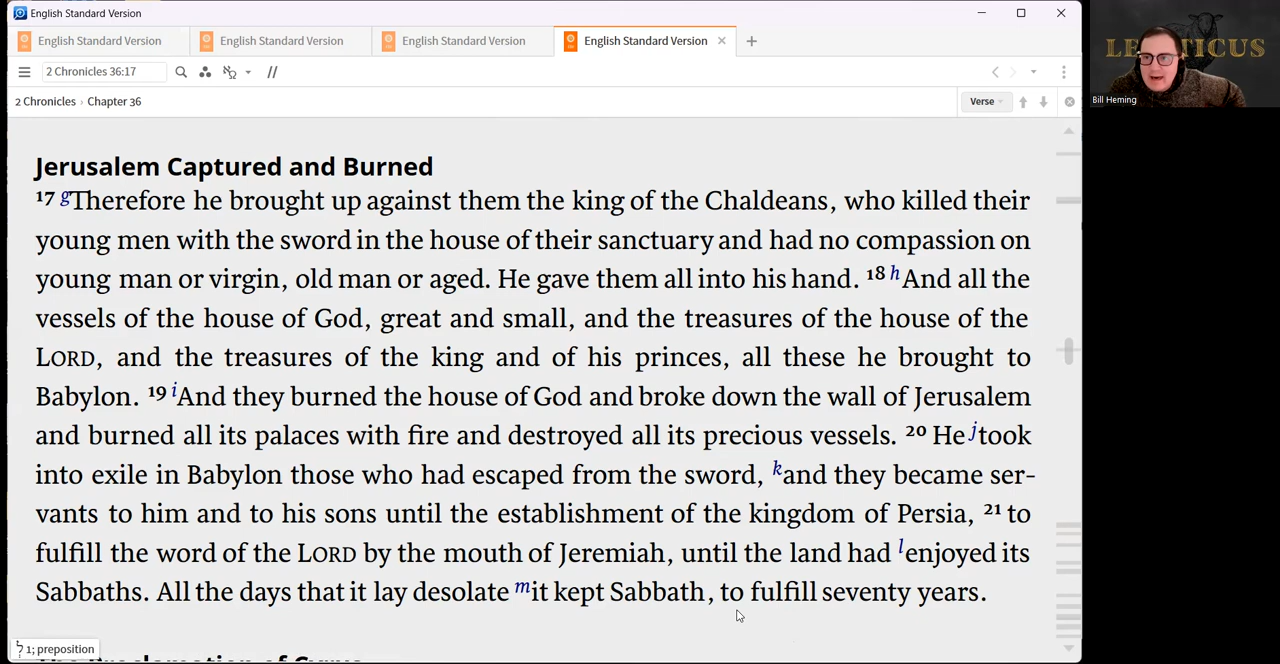 English Standard Version
English Standard Version
English Standard Version
English Standard Version
English Standard Version
2 Chronicles 36:17
2 Chronicles › Chapter 36
Verse
Jerusalem Captured and Burned
17 gTherefore he brought up against them the king of the Chaldeans, who killed their
young men with the sword in the house of their sanctuary and had no compassion on
young man or virgin, old man or aged. He gave them all into his hand. 18 hAnd all the
vessels of the house of God, great and small, and the treasures of the house of the
LORD, and the treasures of the king and of his princes, all these he brought to
Babylon. 19 iAnd they burned the house of God and broke down the wall of Jerusalem
and burned all its palaces with fire and destroyed all its precious vessels. 20 He jtook
into exile in Babylon those who had escaped from the sword, kand they became ser-
vants to him and to his sons until the establishment of the kingdom of Persia, 21 to
fulfill the word of the LORD by the mouth of Jeremiah, until the land had lenjoyed its
Sabbaths. All the days that it lay desolate mit kept Sabbath, to fulfill seventy years.
The Proclamation of Cyrus
ל 1; preposition
Bill Heming